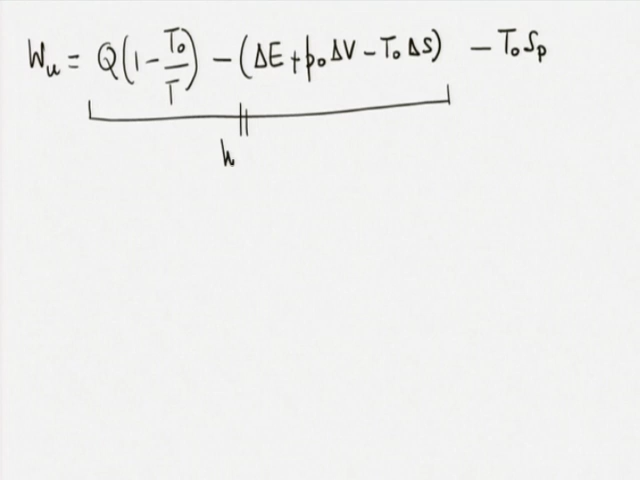 Wu = Q(1 - T₀/T) - (ΔE + p₀ΔV - T₀ΔS) - T₀Sp